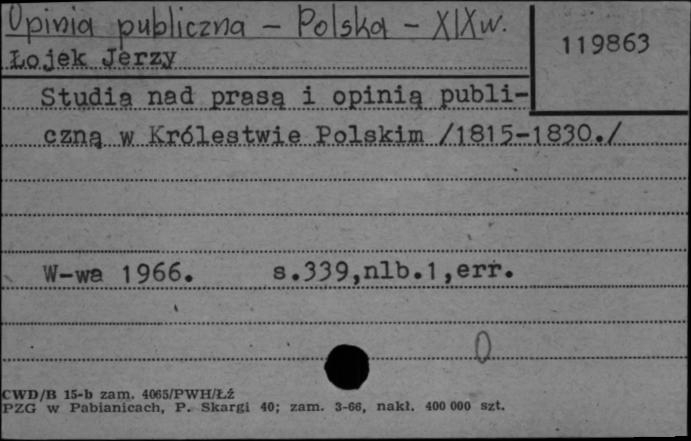 Opinia publiczna - Polska - XIX w.
119863
Łojek Jerzy
Studia nad prasą i opinią publi-
czną w Królestwie Polskim /1815-1830./
W-wa 1966. s.339,nlb.1,err.
0
CWD/B 15-b zam. 4065/PWH/Łź
PZG w Pabianicach, P. Skargi 40; zam. 3-66, nakł. 400 000 szt.